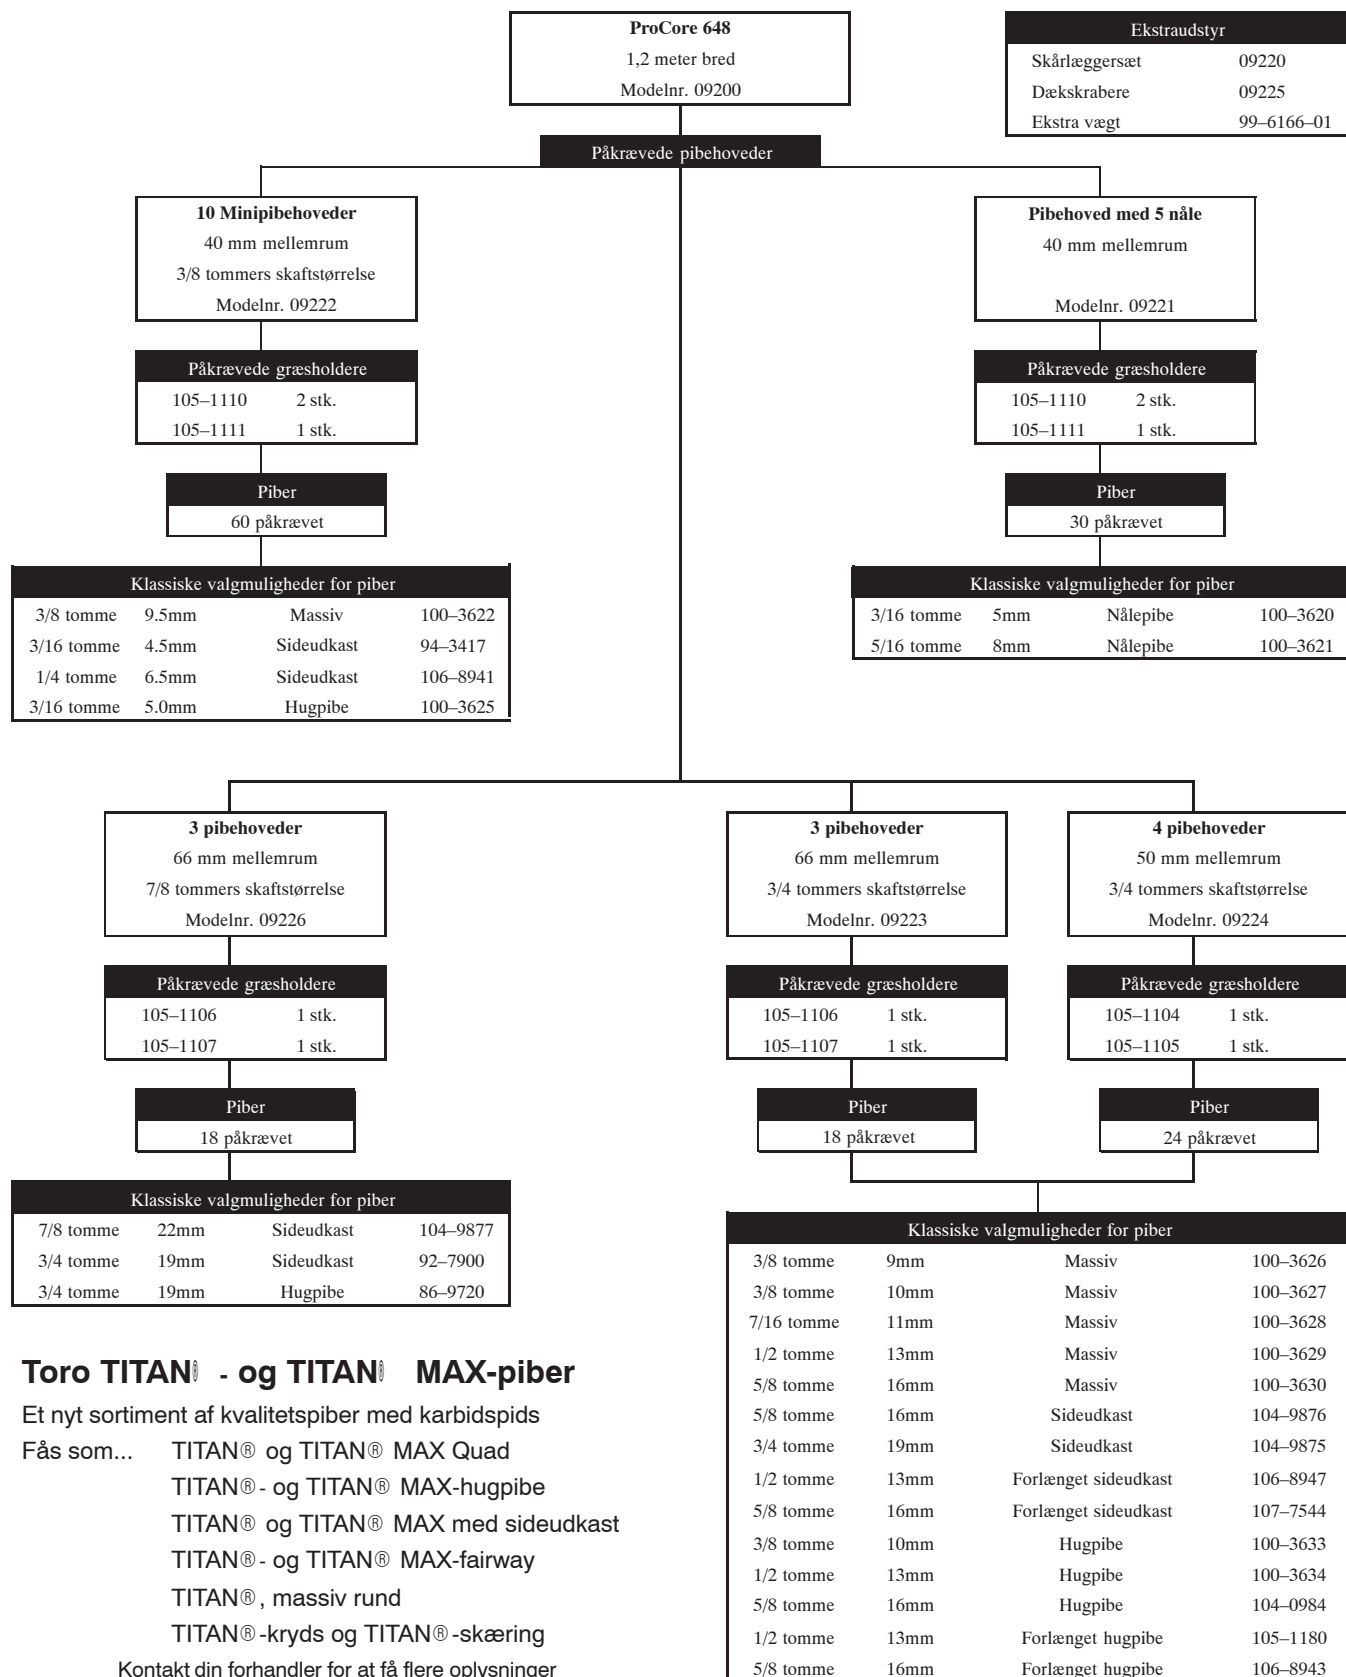 ProCore 648
1,2 meter bred
Modelnr. 09200
Ekstraudstyr
Skårlæggersæt 09220
Dækskrabere 09225
Ekstra vægt 99–6166–01
Påkrævede pibehoveder
10 Minipibehoveder
40 mm mellemrum
3/8 tommers skaftstørrelse
Modelnr. 09222
Påkrævede græsholdere
105–1110 2 stk.
105–1111 1 stk.
Piber
60 påkrævet
Klassiske valgmuligheder for piber
3/8 tomme 9.5mm Massiv 100–3622
3/16 tomme 4.5mm Sideudkast 94–3417
1/4 tomme 6.5mm Sideudkast 106–8941
3/16 tomme 5.0mm Hugpibe 100–3625
Pibehoved med 5 nåle
40 mm mellemrum
Modelnr. 09221
Påkrævede græsholdere
105–1110 2 stk.
105–1111 1 stk.
Piber
30 påkrævet
Klassiske valgmuligheder for piber
3/16 tomme 5mm Nålepibe 100–3620
5/16 tomme 8mm Nålepibe 100–3621
3 pibehoveder
66 mm mellemrum
7/8 tommers skaftstørrelse
Modelnr. 09226
Påkrævede græsholdere
105–1106 1 stk.
105–1107 1 stk.
Piber
18 påkrævet
Klassiske valgmuligheder for piber
7/8 tomme 22mm Sideudkast 104–9877
3/4 tomme 19mm Sideudkast 92–7900
3/4 tomme 19mm Hugpibe 86–9720
3 pibehoveder
66 mm mellemrum
3/4 tommers skaftstørrelse
Modelnr. 09223
Påkrævede græsholdere
105–1106 1 stk.
105–1107 1 stk.
Piber
18 påkrævet
4 pibehoveder
50 mm mellemrum
3/4 tommers skaftstørrelse
Modelnr. 09224
Påkrævede græsholdere
105–1104 1 stk.
105–1105 1 stk.
Piber
24 påkrævet
Klassiske valgmuligheder for piber
3/8 tomme 9mm Massiv 100–3626
3/8 tomme 10mm Massiv 100–3627
7/16 tomme 11mm Massiv 100–3628
1/2 tomme 13mm Massiv 100–3629
5/8 tomme 16mm Massiv 100–3630
5/8 tomme 16mm Sideudkast 104–9876
3/4 tomme 19mm Sideudkast 104–9875
1/2 tomme 13mm Forlænget sideudkast 106–8947
5/8 tomme 16mm Forlænget sideudkast 107–7544
3/8 tomme 10mm Hugpibe 100–3633
1/2 tomme 13mm Hugpibe 100–3634
5/8 tomme 16mm Hugpibe 104–0984
1/2 tomme 13mm Forlænget hugpibe 105–1180
5/8 tomme 16mm Forlænget hugpibe 106–8943
Toro TITAN® - og TITAN® MAX-piber
Et nyt sortiment af kvalitetspiber med karbidspids
Fås som... TITAN® og TITAN® MAX Quad
TITAN®- og TITAN® MAX-hugpibe
TITAN® og TITAN® MAX med sideudkast
TITAN®- og TITAN® MAX-fairway
TITAN®, massiv rund
TITAN®-kryds og TITAN®-skæring
Kontakt din forhandler for at få flere oplysninger